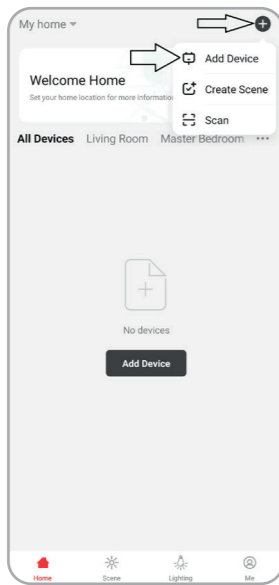 My home
Add Device
Welcome Home
Set your home location for more information
Create Scene
Scan
All Devices Living Room Master Bedroom ...
No devices
Add Device
Home Scene Lighting Me